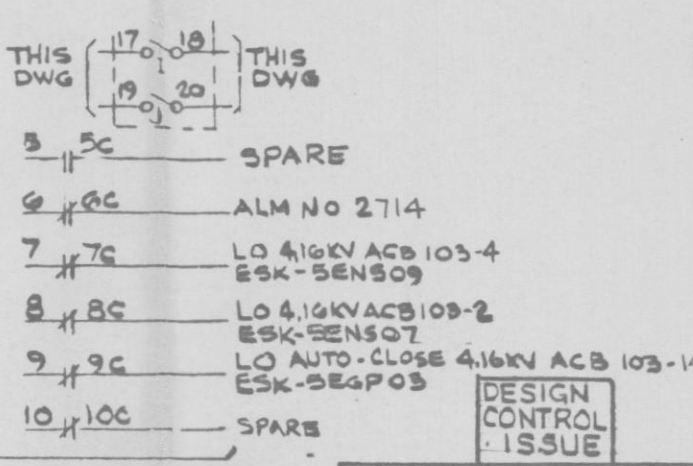 17 18
THIS DWG
THIS DWG
19 20
5 5C SPARE
6 6C ALM NO 2714
7 7C LO 4.16KV ACB 103-4
ESK-5ENS09
8 8C LO 4.16KV ACB 103-2
ESK-5ENS07
9 9C LO AUTO-CLOSE 4.16KV ACB 103-14
ESK-5EGP03
10 10C SPARE
DESIGN
CONTROL
ISSUE